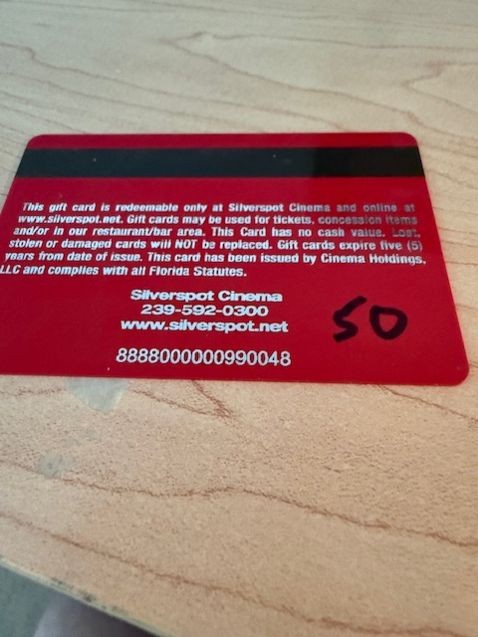 This gift card is redeemable only at Silverspot Cinema and online at
www.silverspot.net. Gift cards may be used for tickets, concession items
and/or in our restaurant/bar area. This Card has no cash value. Lost,
stolen or damaged cards will NOT be replaced. Gift cards expire five (5)
years from date of issue. This card has been issued by Cinema Holdings,
LLC and complies with all Florida Statutes.
Silverspot Cinema
239-592-0300
www.silverspot.net
50
8888000000990048